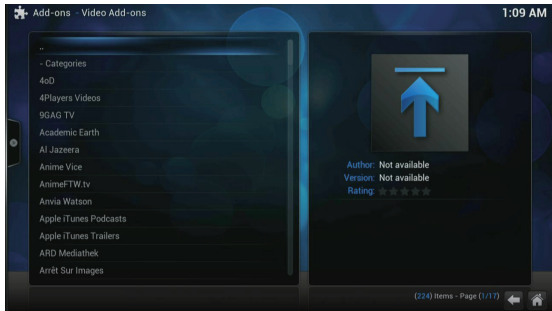 Add-ons - Video Add-ons
1:09 AM
..
- Categories
4oD
4Players Videos
9GAG TV
Academic Earth
Al Jazeera
Anime Vice
AnimeFTW.tv
Anvia Watson
Apple iTunes Podcasts
Apple iTunes Trailers
ARD Mediathek
Arrêt Sur Images
Author: Not available
Version: Not available
Rating:
(224) Items - Page (1/17)